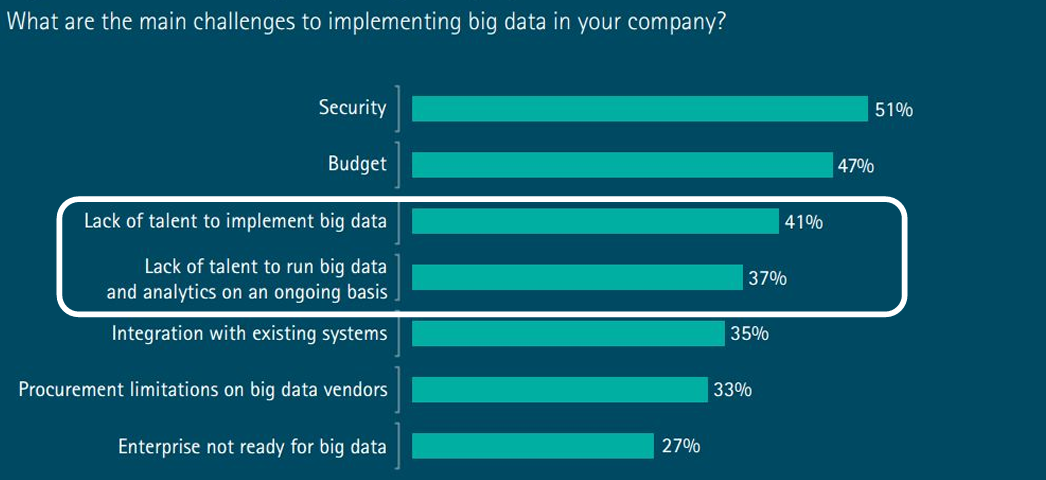 What are the main challenges to implementing big data in your company?
Security 51%
Budget 47%
Lack of talent to implement big data 41%
Lack of talent to run big data
and analytics on an ongoing basis 37%
Integration with existing systems 35%
Procurement limitations on big data vendors 33%
Enterprise not ready for big data 27%